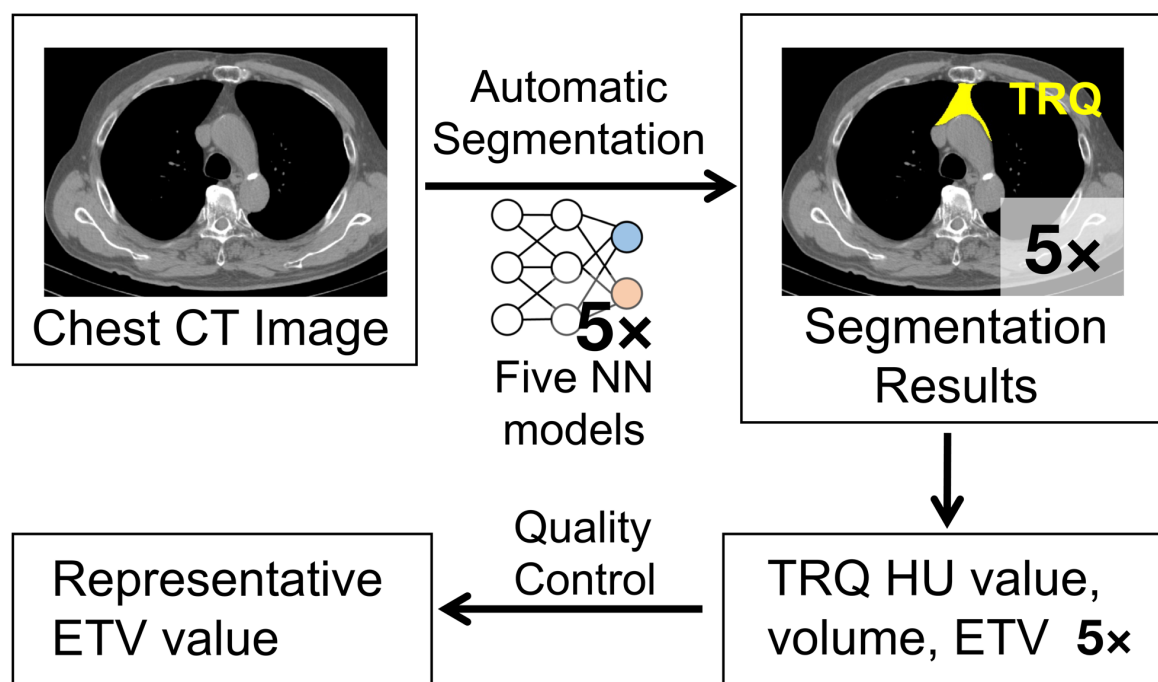 Chest CT Image
Automatic
Segmentation
5×
Five NN
models
TRQ
5×
Segmentation
Results
TRQ HU value,
volume, ETV 5×
Quality
Control
Representative
ETV value